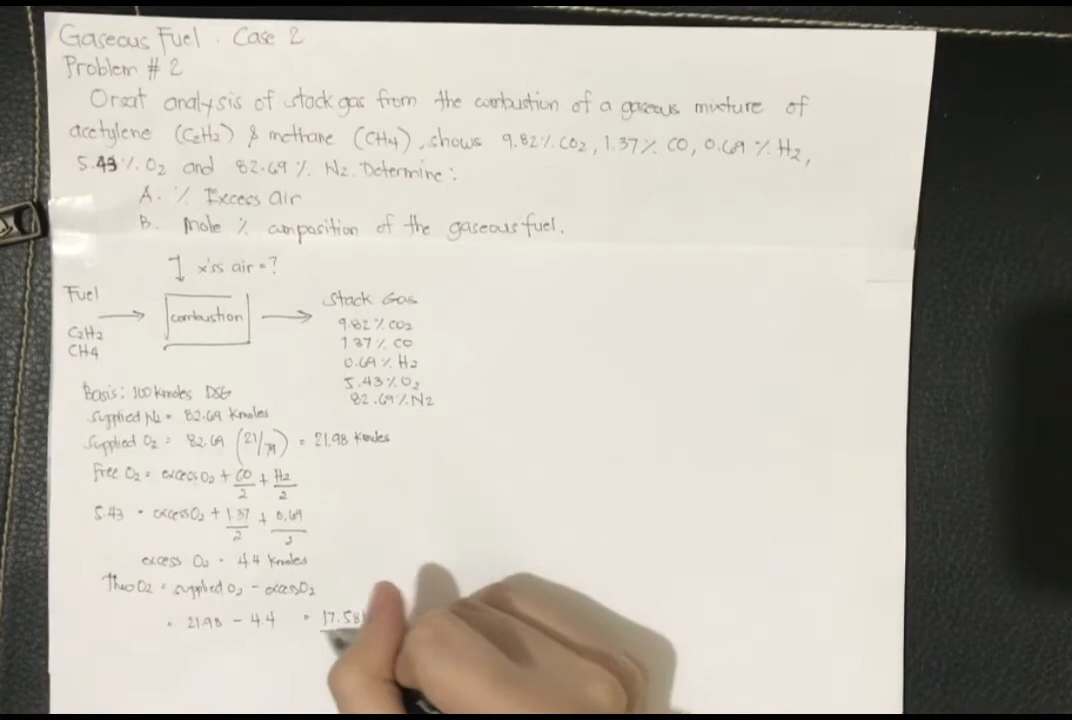 Gaseous Fuel. Case 2
Problem # 2
Orsat analysis of stack gas from the combustion of a gaseous mixture of
acetylene (C2H2) & methane (CH4), shows 9.82% CO2, 1.37% CO, 0.69 % H2,
5.43 % O2 and 82.69 % N2. Determine:
A. % Excess air
B. Mole % composition of the gaseous fuel.
x'ss air = ?
Fuel
C2H2
CH4
combustion
Stack Gas
9.82 % CO2
1.37 % CO
0.69 % H2
5.43 % O2
82.69 % N2
Basis: 100 Kmoles DSG
Supplied N2 = 82.69 Kmoles
Supplied O2 = 82.69 (21/79) = 21.98 Kmoles
Free O2 = excess O2 + CO/2 + H2/2
5.43 = excess O2 + 1.37/2 + 0.69/2
excess O2 = 4.4 Kmoles
Theo O2 = supplied O2 - excess O2
= 21.98 - 4.4 = 17.58